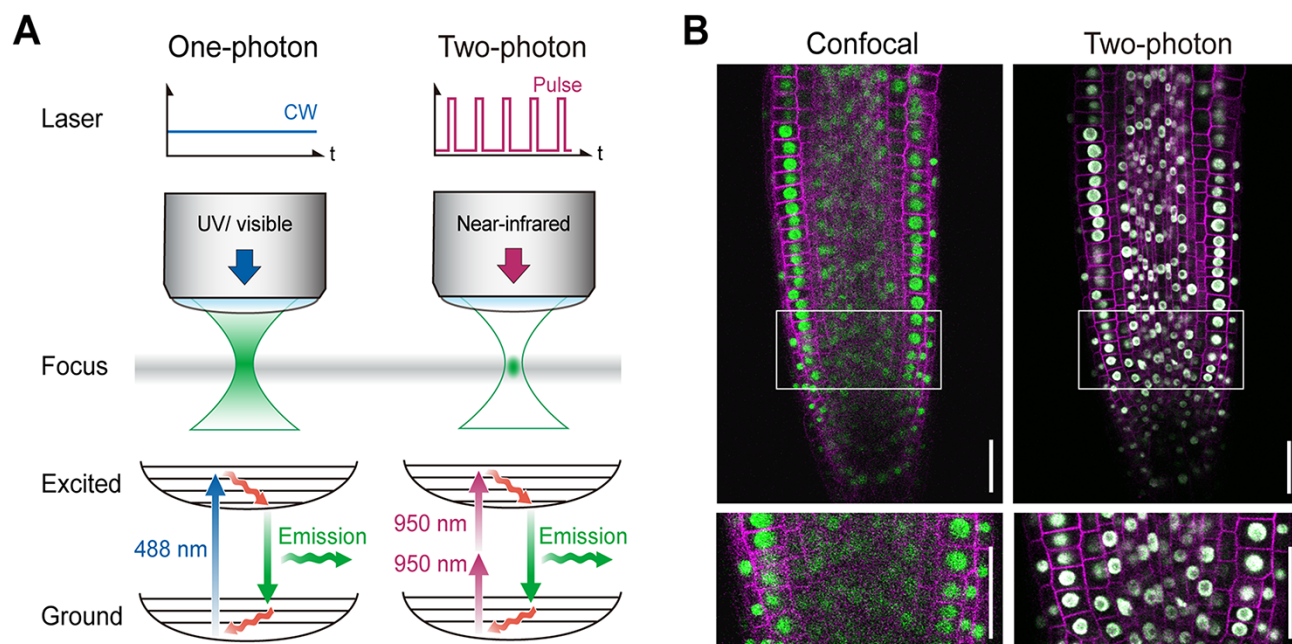 A
One-photon
Two-photon
Laser
CW
t
Pulse
t
UV/ visible
Near-infrared
Focus
Excited
Ground
488 nm
Emission
950 nm
950 nm
Emission
B
Confocal
Two-photon